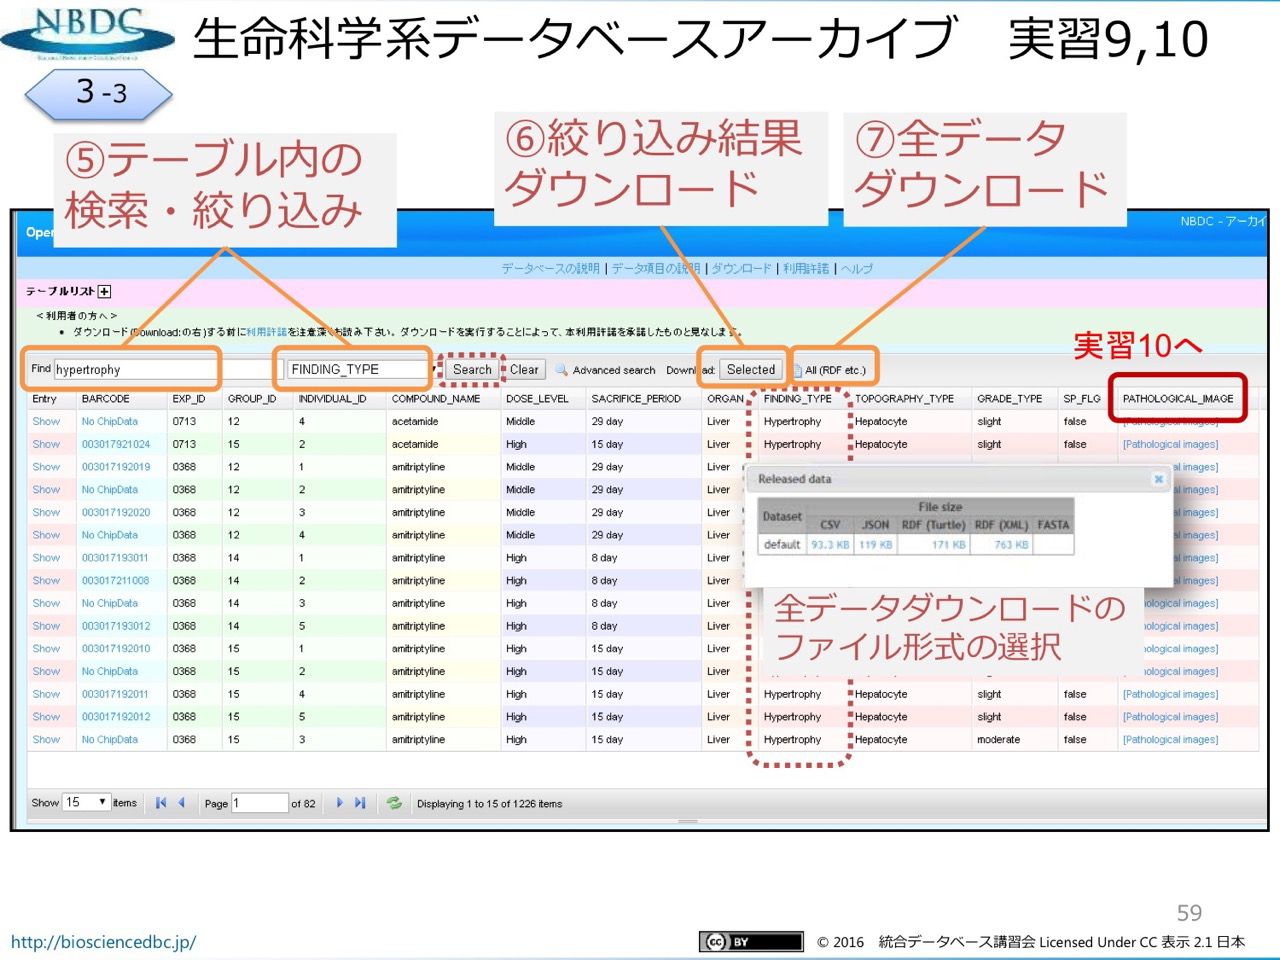 NBDC
生命科学系データベースアーカイブ　実習9,10
3-3
⑤テーブル内の
検索・絞り込み
⑥絞り込み結果
ダウンロード
⑦全データ
ダウンロード
Oper
NBDC - アーカイ
データベースの説明 | データ項目の説明 | ダウンロード | 利用許諾 | ヘルプ
テーブルリスト +
<利用者の方へ>
• ダウンロード(Download:の右)する前に利用許諾を注意深くお読み下さい。ダウンロードを実行することによって、本利用許諾を承諾したものと見なします。
実習10へ
Find hypertrophy FINDING_TYPE Search Clear Advanced search Download: Selected All (RDF etc.)
Entry BARCODE EXP_ID GROUP_ID INDIVIDUAL_ID COMPOUND_NAME DOSE_LEVEL SACRIFICE_PERIOD ORGAN FINDING_TYPE TOPOGRAPHY_TYPE GRADE_TYPE SP_FLG PATHOLOGICAL_IMAGE
Show No ChipData 0713 12 4 acetamide Middle 29 day Liver Hypertrophy Hepatocyte slight false [Pathological images]
Show 003017921024 0713 15 2 acetamide High 15 day Liver Hypertrophy Hepatocyte slight false [Pathological images]
Show 003017192019 0368 12 1 amitriptyline Middle 29 day Liver al images]
Show No ChipData 0368 12 2 amitriptyline Middle 29 day Liver al images]
Show 003017192020 0368 12 3 amitriptyline Middle 29 day Liver al images]
Show No ChipData 0368 12 4 amitriptyline Middle 29 day Liver al images]
Show 003017193011 0368 14 1 amitriptyline High 8 day Liver al images]
Show 003017211008 0368 14 2 amitriptyline High 8 day Liver al images]
Show No ChipData 0368 14 3 amitriptyline High 8 day Liver ological images]
Show 003017193012 0368 14 5 amitriptyline High 8 day Liver ological images]
Show 003017192010 0368 15 1 amitriptyline High 15 day Liver ological images]
Show No ChipData 0368 15 2 amitriptyline High 15 day Liver [Pathological images]
Show 003017192011 0368 15 4 amitriptyline High 15 day Liver Hypertrophy Hepatocyte slight false [Pathological images]
Show 003017192012 0368 15 5 amitriptyline High 15 day Liver Hypertrophy Hepatocyte slight false [Pathological images]
Show No ChipData 0368 15 3 amitriptyline High 15 day Liver Hypertrophy Hepatocyte moderate false [Pathological images]
Released data
Dataset File size
CSV JSON RDF (Turtle) RDF (XML) FASTA
default 93.3 KB 119 KB 171 KB 763 KB
全データダウンロードの
ファイル形式の選択
Show 15 items Page 1 of 82 Displaying 1 to 15 of 1226 items
59
http://biosciencedbc.jp/
CC BY © 2016　統合データベース講習会 Licensed Under CC 表示 2.1 日本